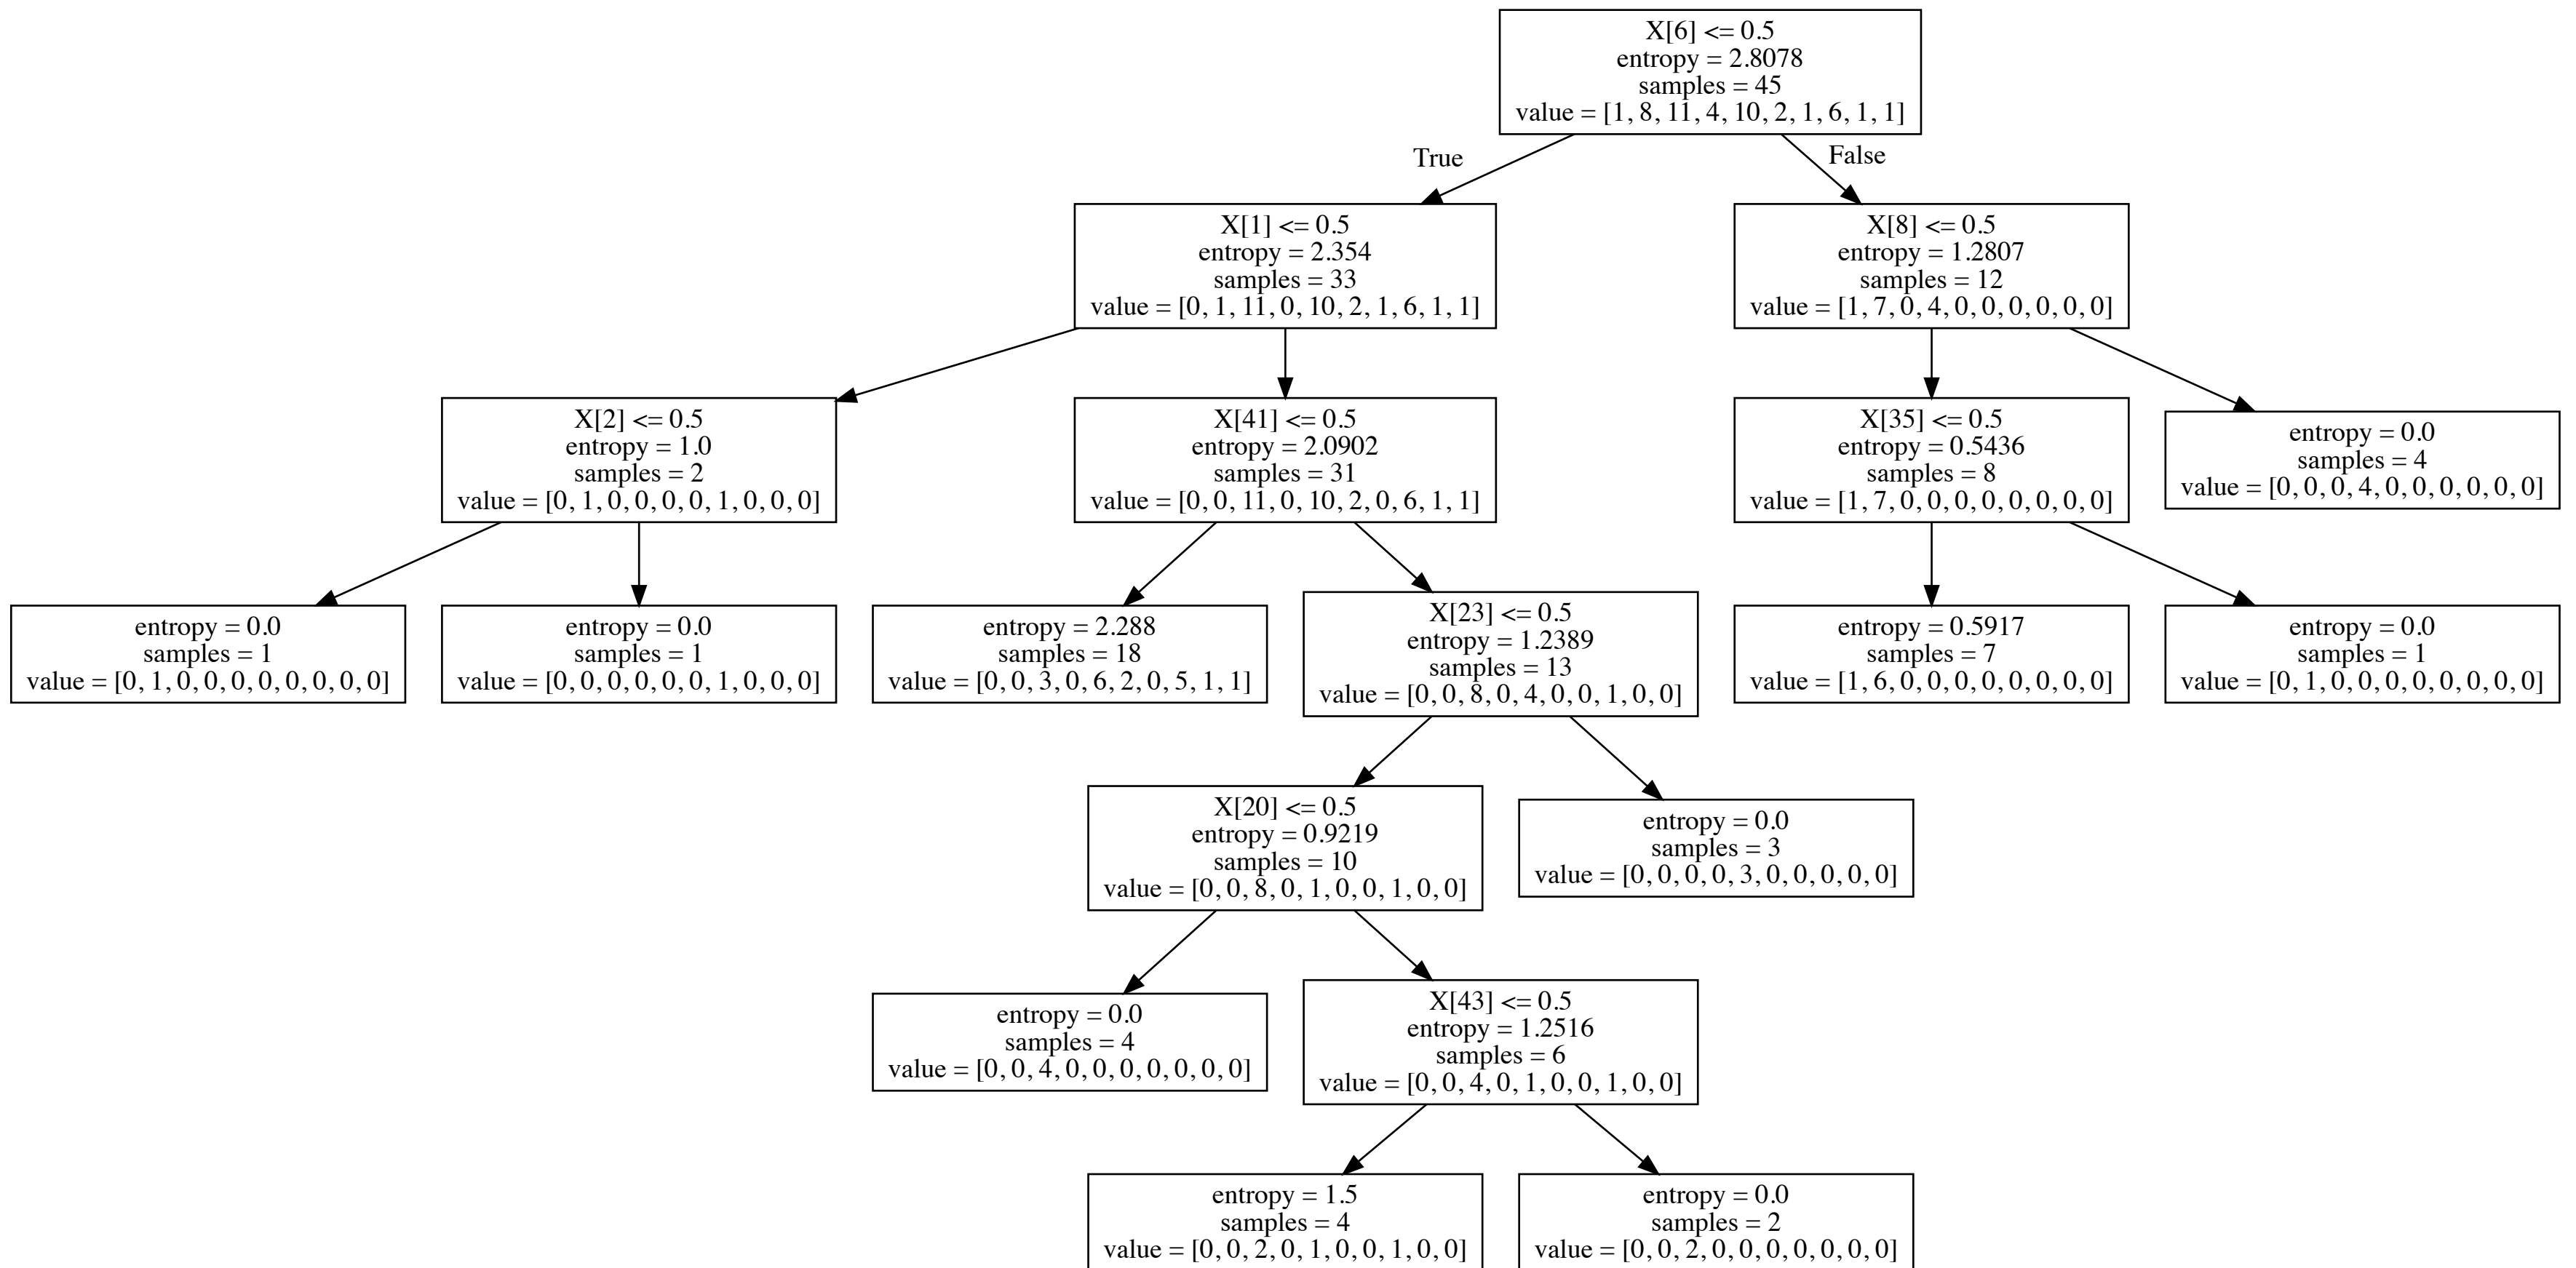 X[6] <= 0.5
entropy = 2.8078
samples = 45
value = [1, 8, 11, 4, 10, 2, 1, 6, 1, 1]
True
False
X[1] <= 0.5
entropy = 2.354
samples = 33
value = [0, 1, 11, 0, 10, 2, 1, 6, 1, 1]
X[8] <= 0.5
entropy = 1.2807
samples = 12
value = [1, 7, 0, 4, 0, 0, 0, 0, 0, 0]
X[2] <= 0.5
entropy = 1.0
samples = 2
value = [0, 1, 0, 0, 0, 0, 1, 0, 0, 0]
X[41] <= 0.5
entropy = 2.0902
samples = 31
value = [0, 0, 11, 0, 10, 2, 0, 6, 1, 1]
X[35] <= 0.5
entropy = 0.5436
samples = 8
value = [1, 7, 0, 0, 0, 0, 0, 0, 0, 0]
entropy = 0.0
samples = 4
value = [0, 0, 0, 4, 0, 0, 0, 0, 0, 0]
entropy = 0.0
samples = 1
value = [0, 1, 0, 0, 0, 0, 0, 0, 0, 0]
entropy = 0.0
samples = 1
value = [0, 0, 0, 0, 0, 0, 1, 0, 0, 0]
entropy = 2.288
samples = 18
value = [0, 0, 3, 0, 6, 2, 0, 5, 1, 1]
X[23] <= 0.5
entropy = 1.2389
samples = 13
value = [0, 0, 8, 0, 4, 0, 0, 1, 0, 0]
entropy = 0.5917
samples = 7
value = [1, 6, 0, 0, 0, 0, 0, 0, 0, 0]
entropy = 0.0
samples = 1
value = [0, 1, 0, 0, 0, 0, 0, 0, 0, 0]
X[20] <= 0.5
entropy = 0.9219
samples = 10
value = [0, 0, 8, 0, 1, 0, 0, 1, 0, 0]
entropy = 0.0
samples = 3
value = [0, 0, 0, 0, 3, 0, 0, 0, 0, 0]
entropy = 0.0
samples = 4
value = [0, 0, 4, 0, 0, 0, 0, 0, 0, 0]
X[43] <= 0.5
entropy = 1.2516
samples = 6
value = [0, 0, 4, 0, 1, 0, 0, 1, 0, 0]
entropy = 1.5
samples = 4
value = [0, 0, 2, 0, 1, 0, 0, 1, 0, 0]
entropy = 0.0
samples = 2
value = [0, 0, 2, 0, 0, 0, 0, 0, 0, 0]